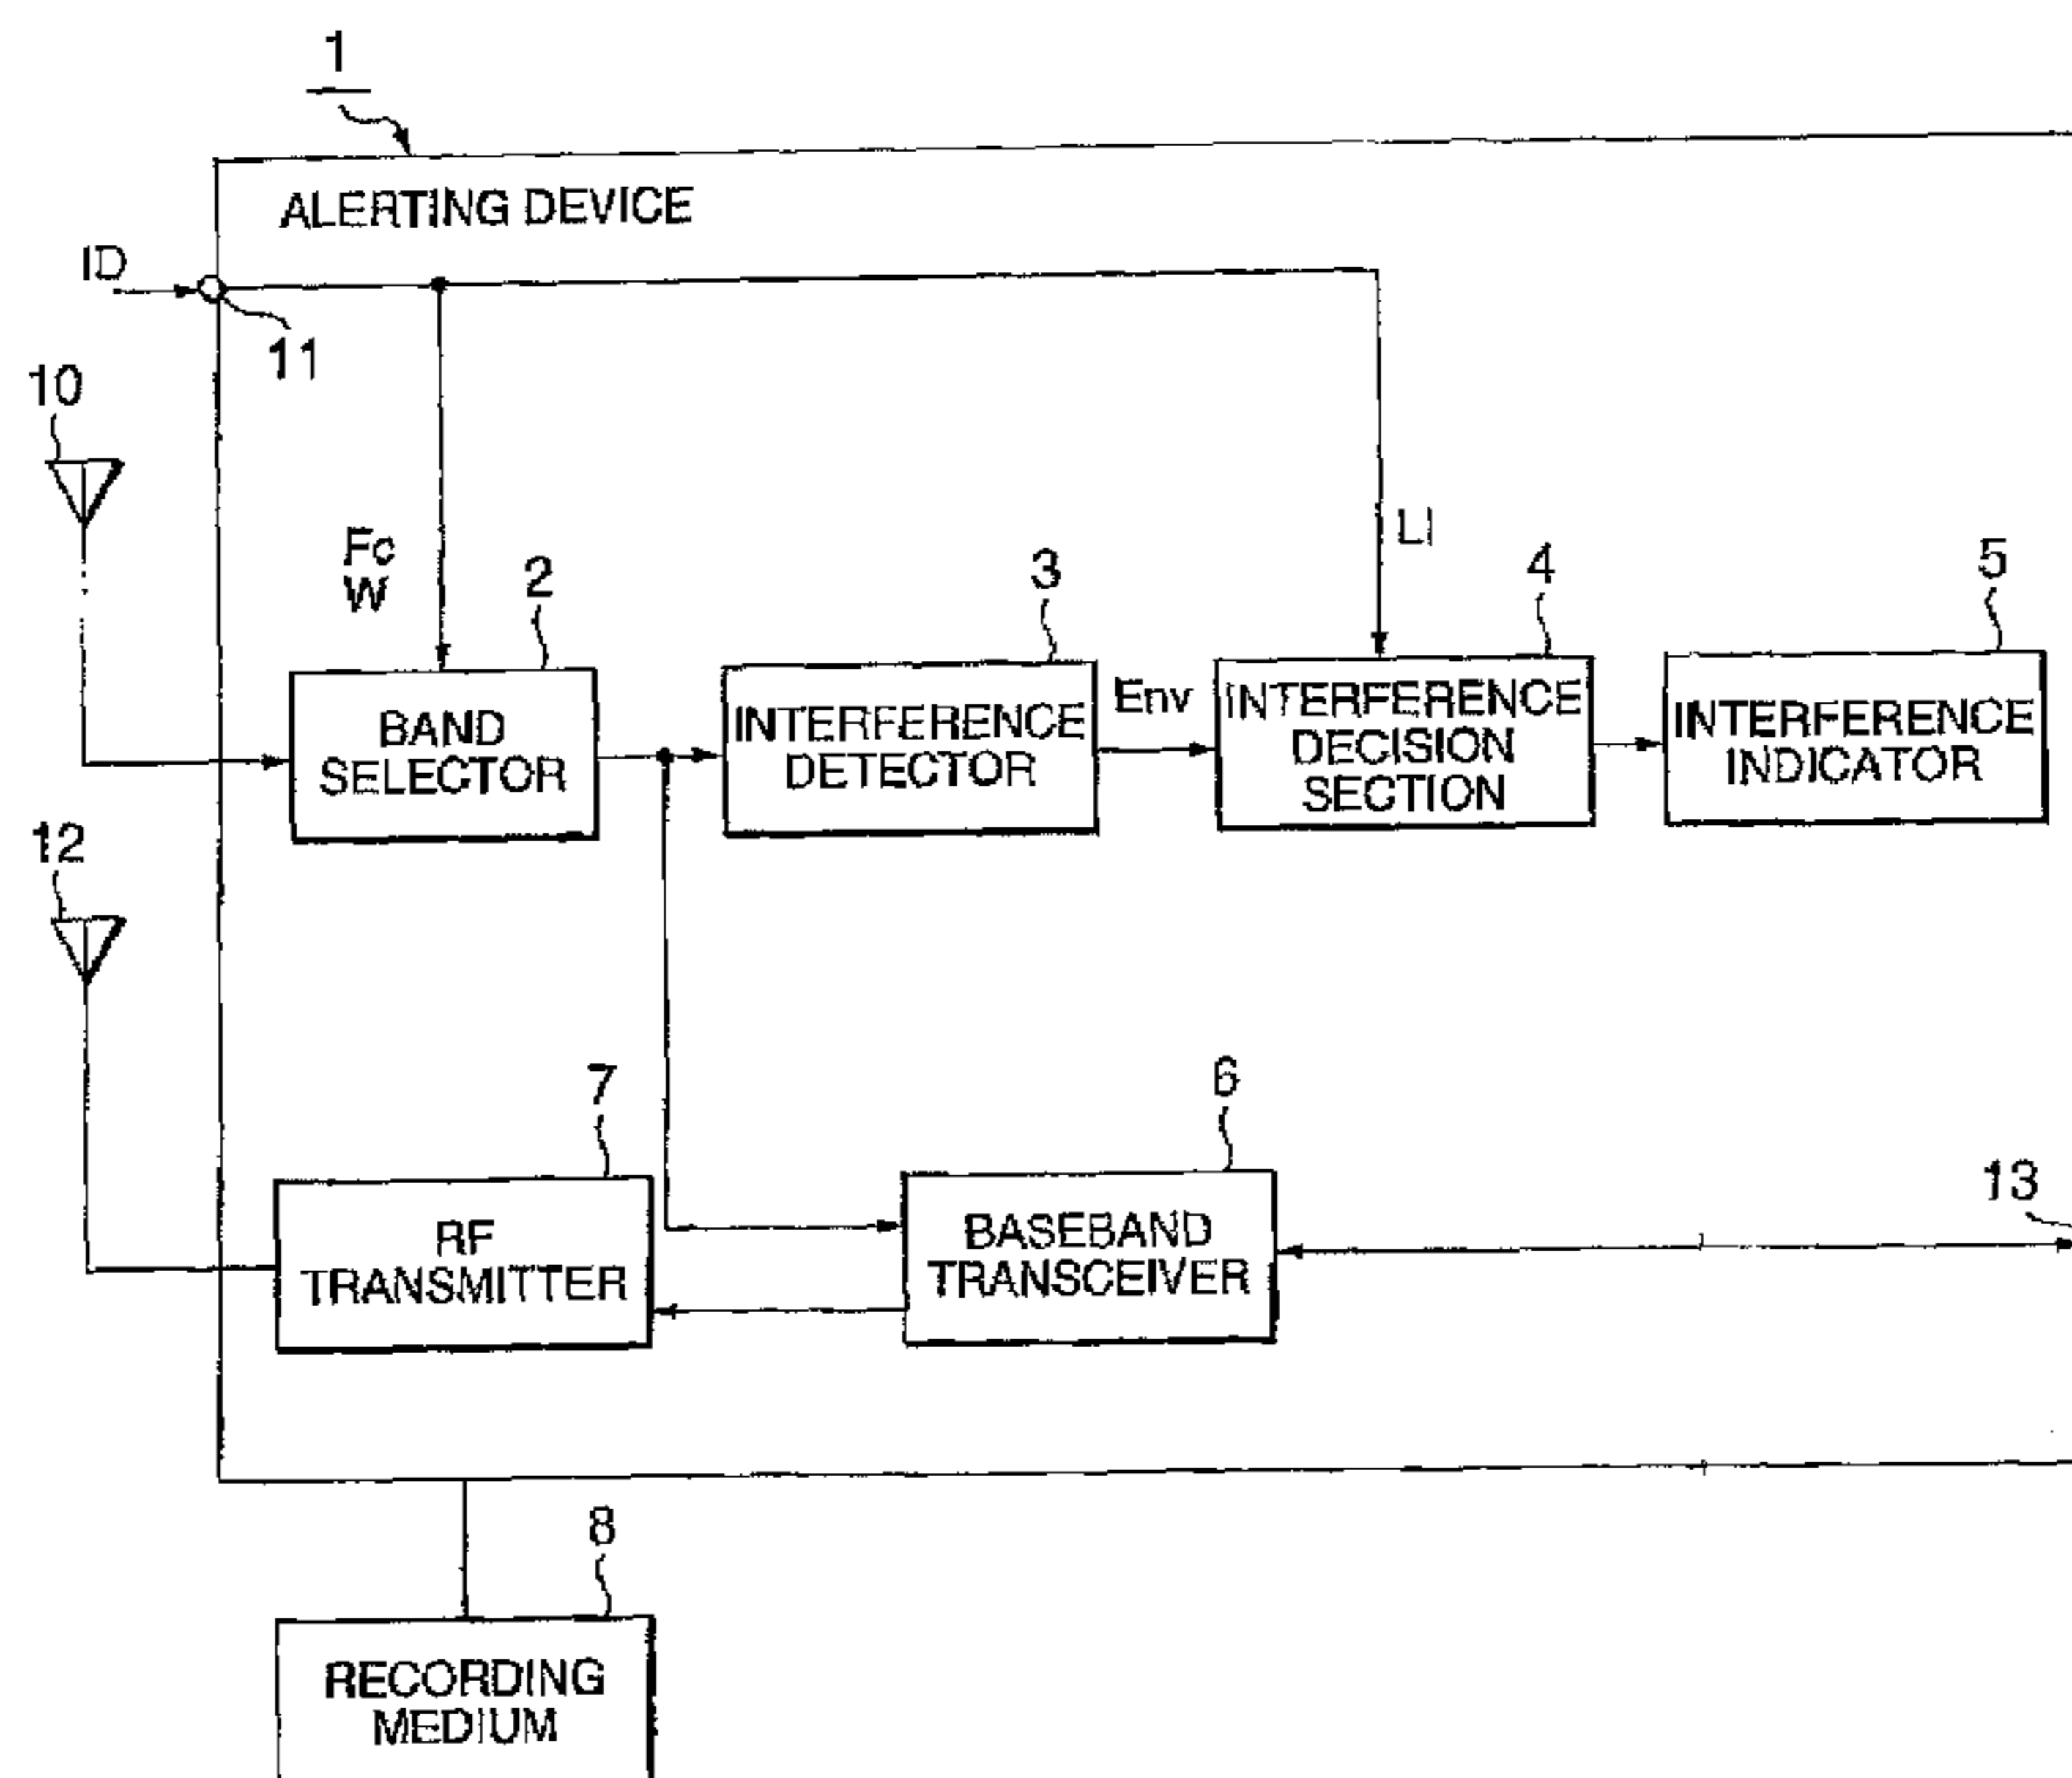 1
ALERTING DEVICE
ID
11
10
Fc
W
LI
2
3
4
5
BAND
SELECTOR
INTERFERENCE
DETECTOR
Env
INTERFERENCE
DECISION
SECTION
INTERFERENCE
INDICATOR
12
7
6
13
RF
TRANSMITTER
BASEBAND
TRANSCEIVER
8
RECORDING
MEDIUM